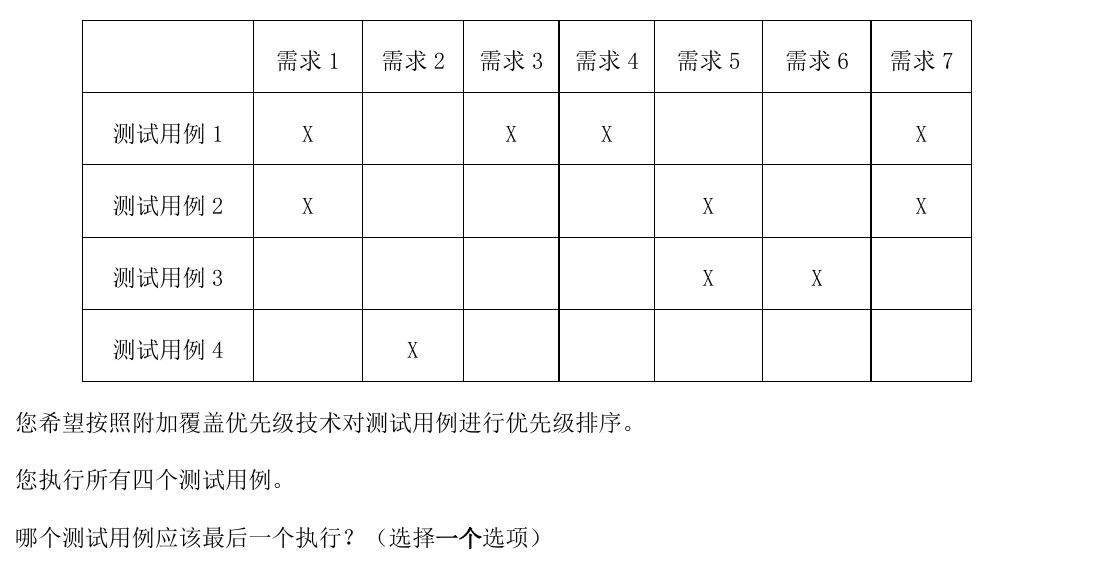 需求 1 需求 2 需求 3 需求 4 需求 5 需求 6 需求 7
测试用例 1 X X X X
测试用例 2 X X X
测试用例 3 X X
测试用例 4 X
您希望按照附加覆盖优先级技术对测试用例进行优先级排序。
您执行所有四个测试用例。
哪个测试用例应该最后一个执行？（选择一个选项）